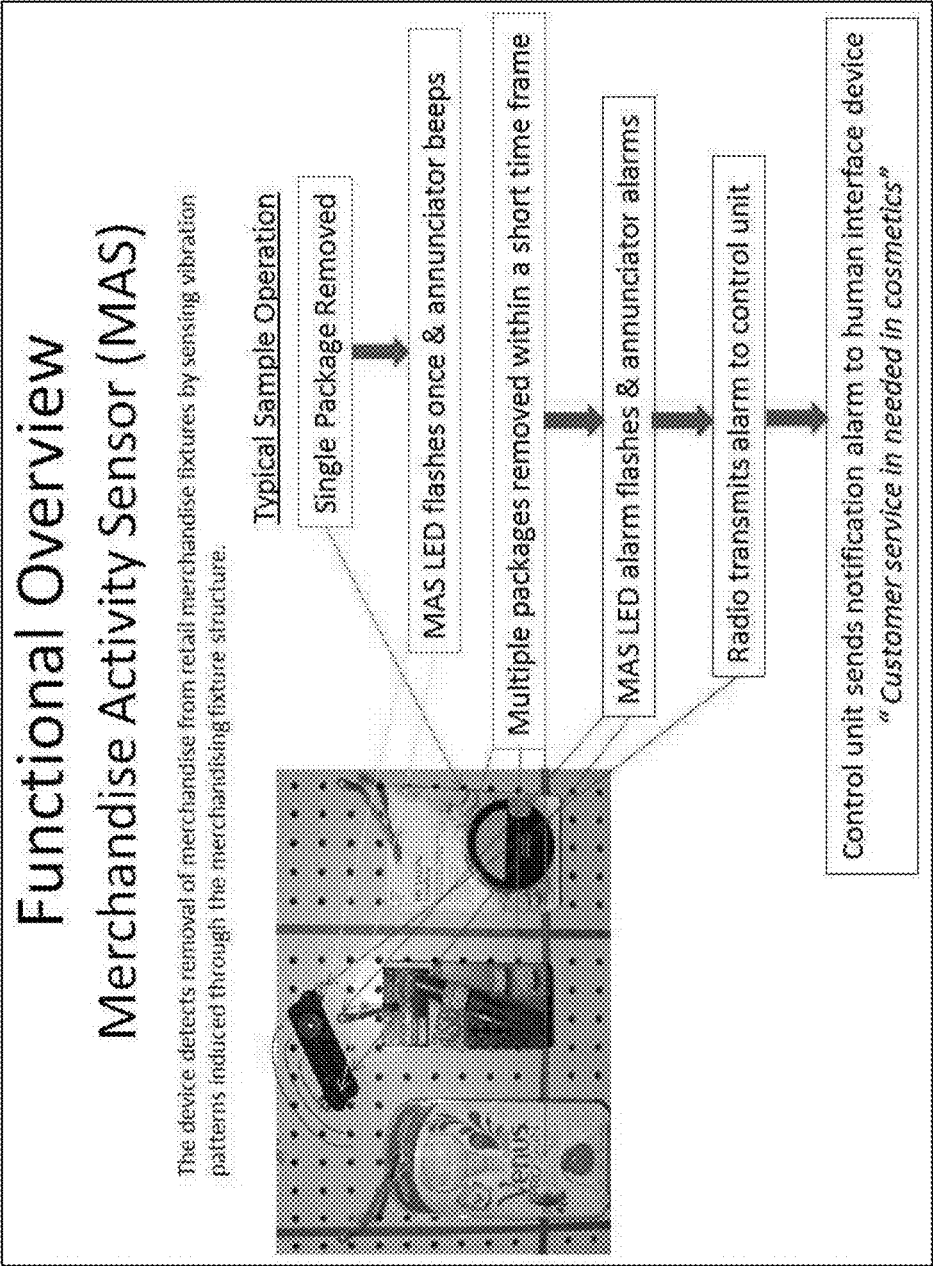 Functional Overview
Merchandise Activity Sensor (MAS)
The device detects removal of merchandise from retail merchandise fixtures by sensing vibration
patterns induced through the merchandising fixture structure.
Typical Sample Operation
Single Package Removed
MAS LED flashes once & annunciator beeps
Multiple packages removed within a short time frame
MAS LED alarm flashes & annunciator alarms
Radio transmits alarm to control unit
Control unit sends notification alarm to human interface device
“Customer service in needed in cosmetics”
Venus